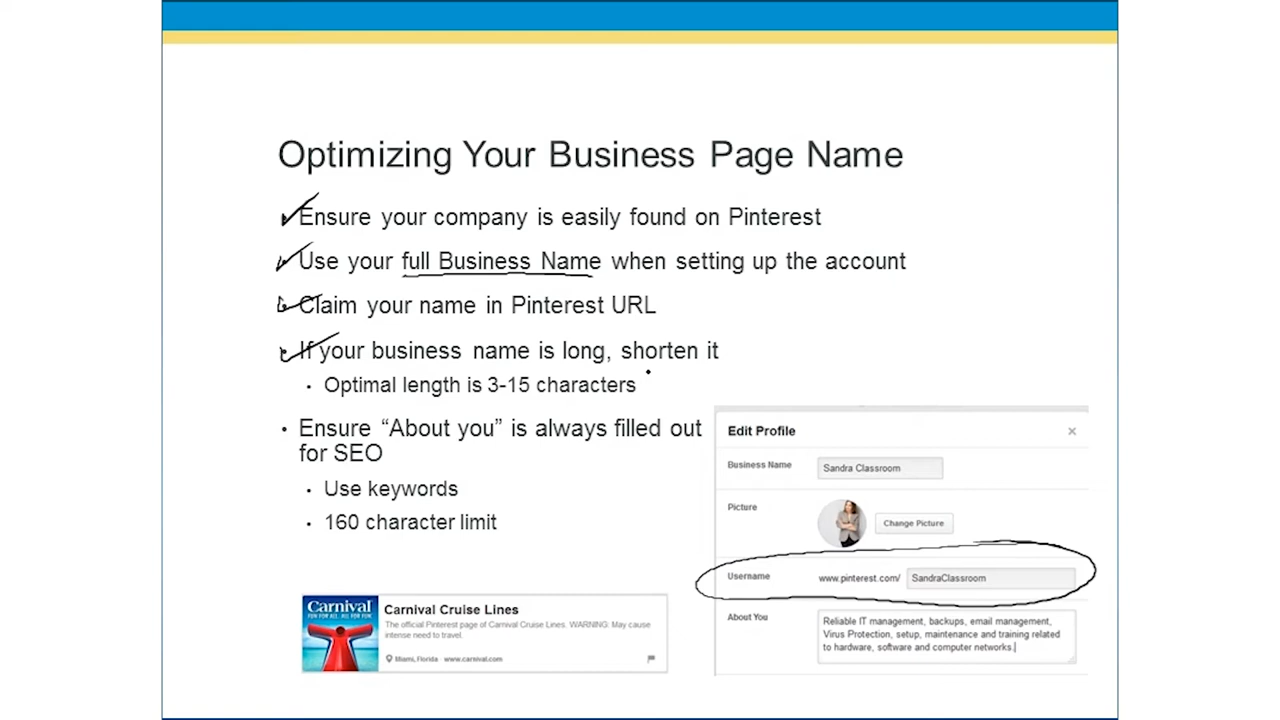 Optimizing Your Business Page Name
Ensure your company is easily found on Pinterest
Use your full Business Name when setting up the account
Claim your name in Pinterest URL
If your business name is long, shorten it
• Optimal length is 3-15 characters
• Ensure “About you” is always filled out
for SEO
• Use keywords
• 160 character limit
Carnival
FUN FOR ALL. ALL FOR FUN.
Carnival Cruise Lines
The official Pinterest page of Carnival Cruise Lines. WARNING: May cause
intense need to travel.
Miami, Florida www.carnival.com
Edit Profile
Business Name Sandra Classroom
Picture Change Picture
Username www.pinterest.com/ SandraClassroom
About You Reliable IT management, backups, email management,
Virus Protection, setup, maintenance and training related
to hardware, software and computer networks.